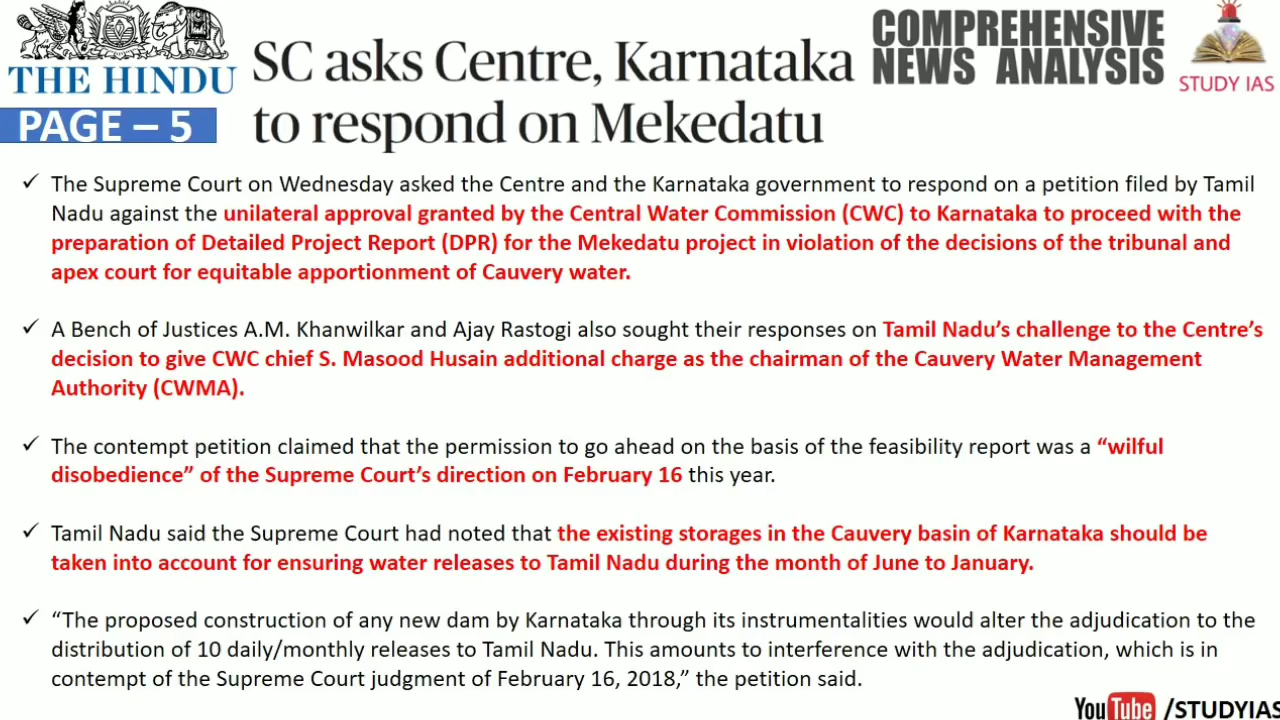 THE HINDU
PAGE – 5
SC asks Centre, Karnataka
to respond on Mekedatu
COMPREHENSIVE
NEWS ANALYSIS
STUDY IAS
✓ The Supreme Court on Wednesday asked the Centre and the Karnataka government to respond on a petition filed by Tamil
Nadu against the unilateral approval granted by the Central Water Commission (CWC) to Karnataka to proceed with the
preparation of Detailed Project Report (DPR) for the Mekedatu project in violation of the decisions of the tribunal and
apex court for equitable apportionment of Cauvery water.
✓ A Bench of Justices A.M. Khanwilkar and Ajay Rastogi also sought their responses on Tamil Nadu’s challenge to the Centre’s
decision to give CWC chief S. Masood Husain additional charge as the chairman of the Cauvery Water Management
Authority (CWMA).
✓ The contempt petition claimed that the permission to go ahead on the basis of the feasibility report was a “wilful
disobedience” of the Supreme Court’s direction on February 16 this year.
✓ Tamil Nadu said the Supreme Court had noted that the existing storages in the Cauvery basin of Karnataka should be
taken into account for ensuring water releases to Tamil Nadu during the month of June to January.
✓ “The proposed construction of any new dam by Karnataka through its instrumentalities would alter the adjudication to the
distribution of 10 daily/monthly releases to Tamil Nadu. This amounts to interference with the adjudication, which is in
contempt of the Supreme Court judgment of February 16, 2018,” the petition said.
YouTube /STUDYIAS